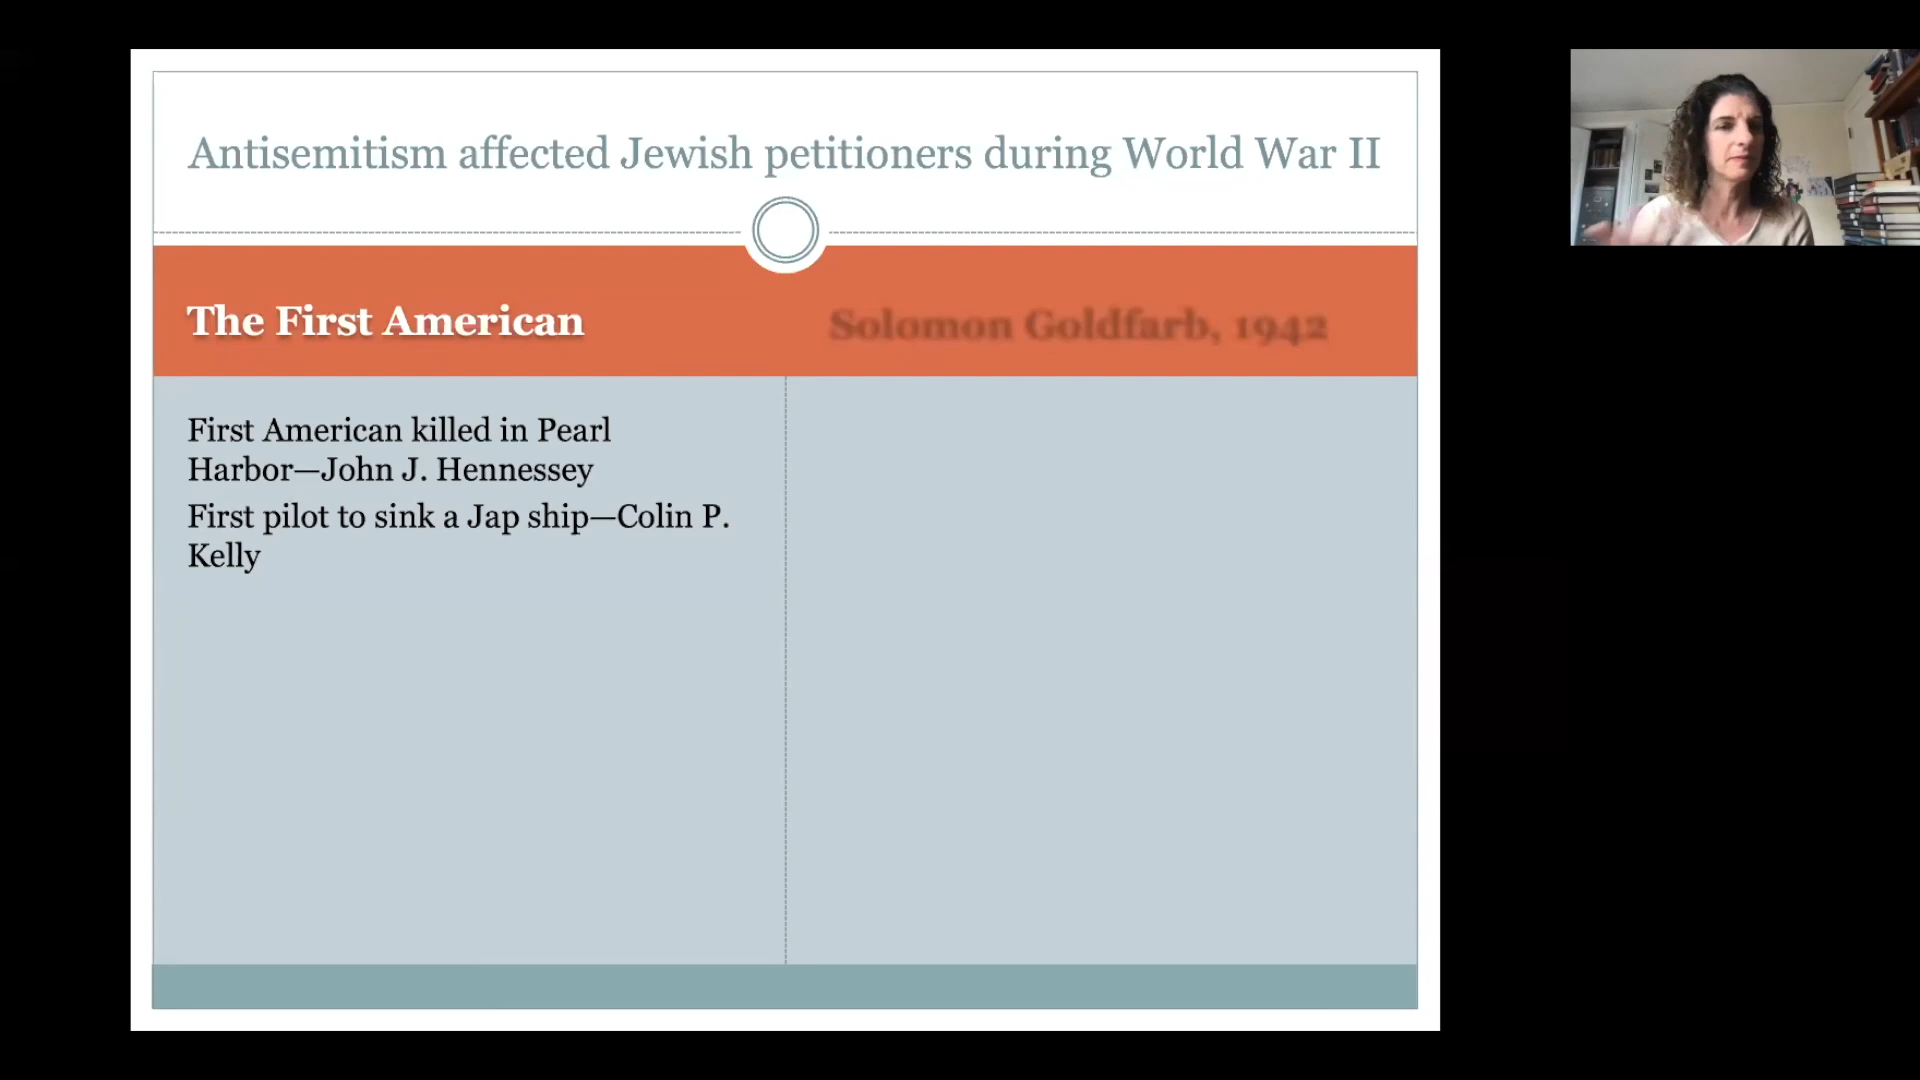 Antisemitism affected Jewish petitioners during World War II
The First American
Solomon Goldfarb, 1942
First American killed in Pearl
Harbor—John J. Hennessey
First pilot to sink a Jap ship—Colin P.
Kelly